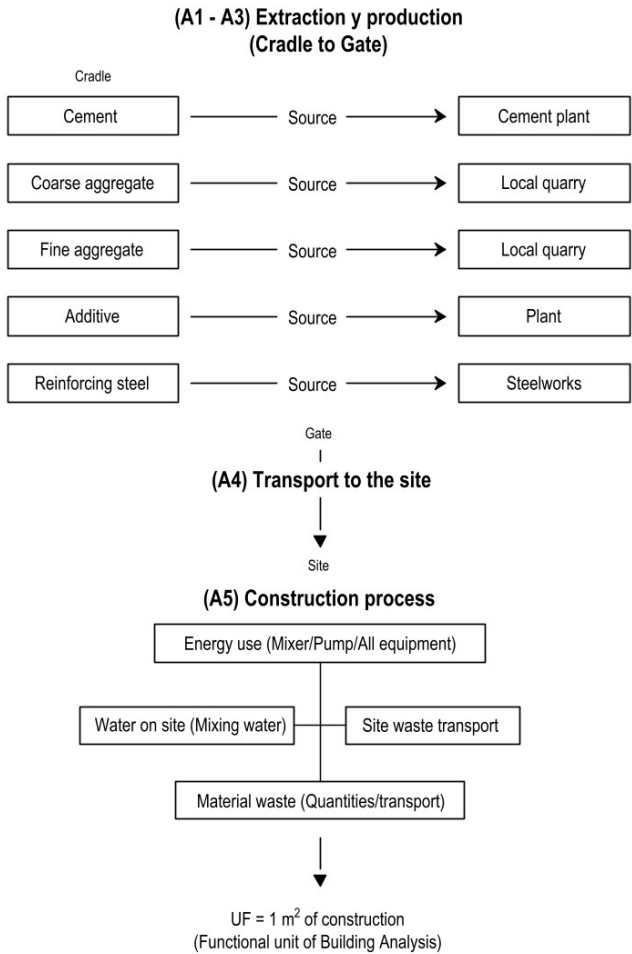 (A1 - A3) Extraction y production
(Cradle to Gate)
Cradle
Cement Source Cement plant
Coarse aggregate Source Local quarry
Fine aggregate Source Local quarry
Additive Source Plant
Reinforcing steel Source Steelworks
Gate
(A4) Transport to the site
Site
(A5) Construction process
Energy use (Mixer/Pump/All equipment)
Water on site (Mixing water) Site waste transport
Material waste (Quantities/transport)
UF = 1 m² of construction
(Functional unit of Building Analysis)